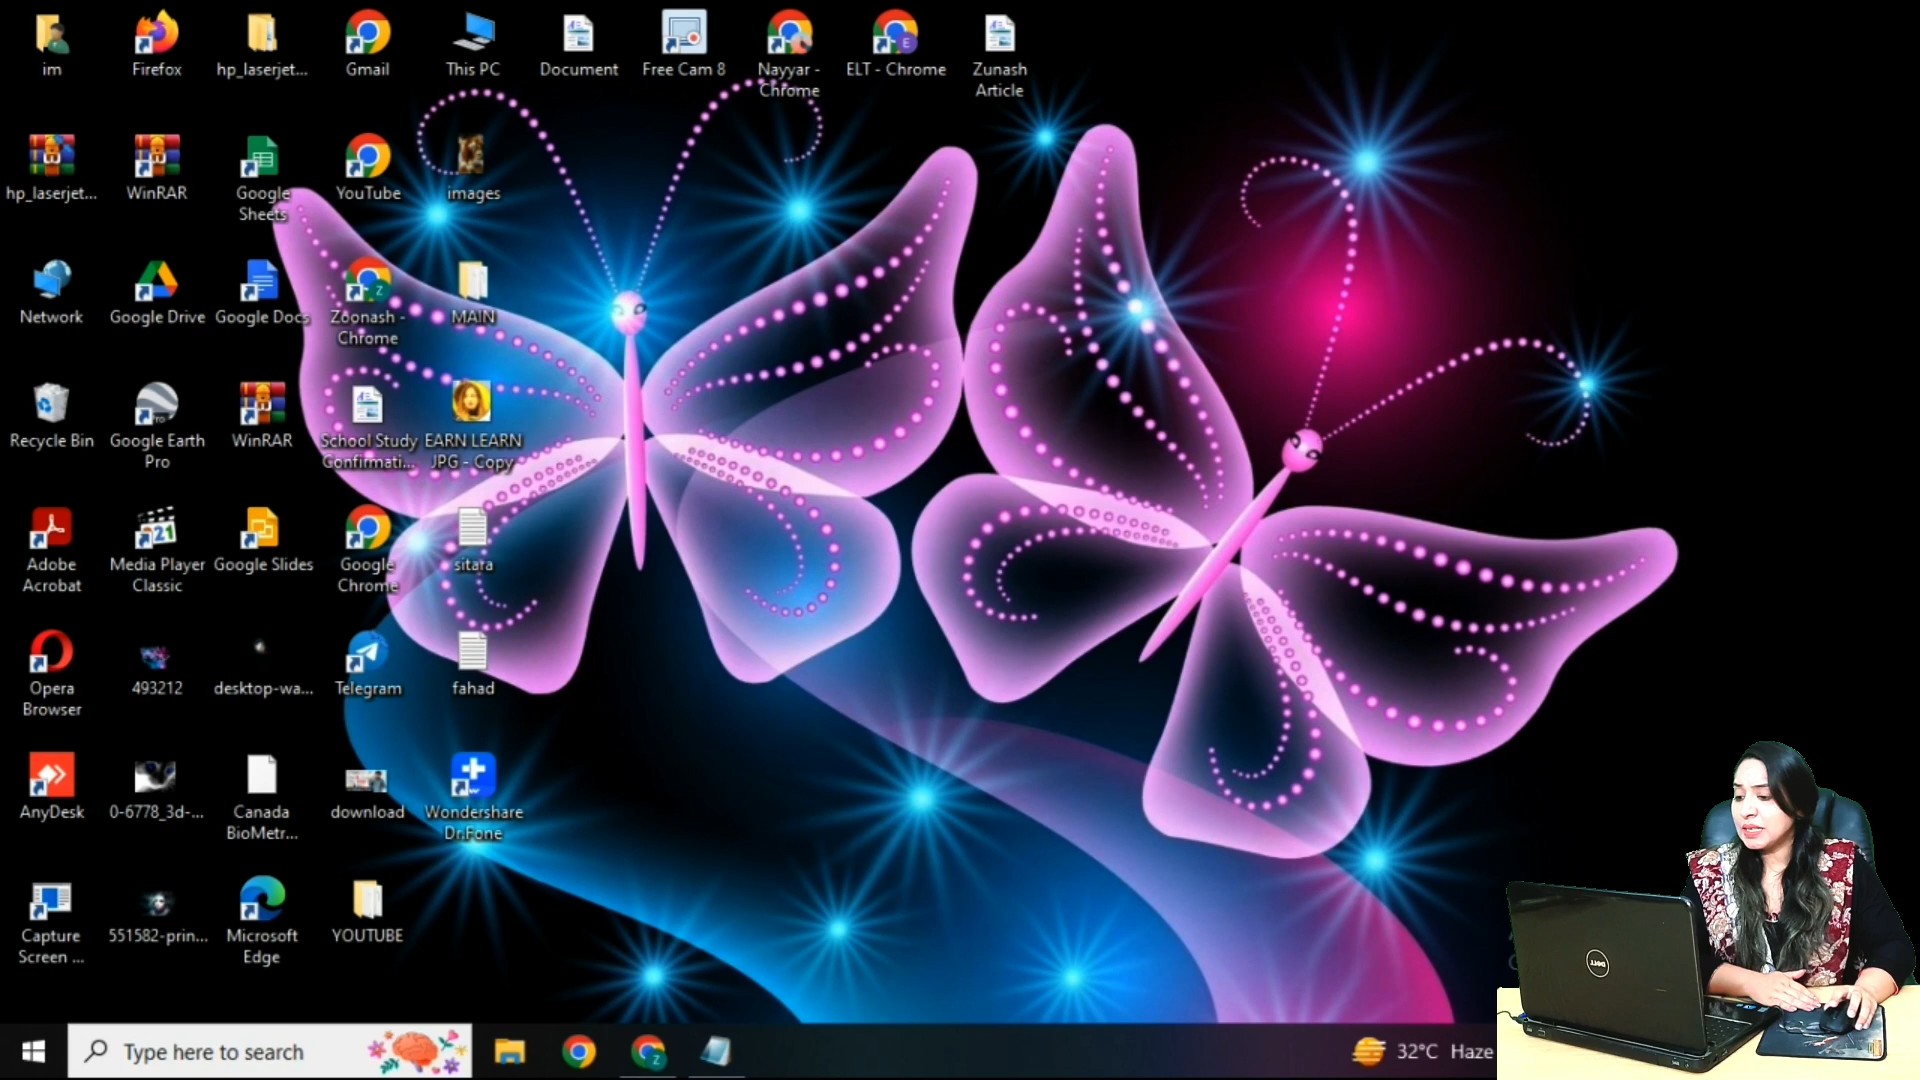 im
Firefox
hp_laserjet...
Gmail
This PC
Document
Free Cam 8
Nayyar -
Chrome
ELT - Chrome
Zunash
Article
hp_laserjet...
WinRAR
Google
Sheets
YouTube
images
Network
Google Drive
Google Docs
Zoonash -
Chrome
MAIN
Recycle Bin
Google Earth
Pro
WinRAR
School Study
Confirmati...
EARN LEARN
JPG - Copy
Adobe
Acrobat
Media Player
Classic
Google Slides
Google
Chrome
sitara
Opera
Browser
493212
desktop-wa...
Telegram
fahad
AnyDesk
0-6778_3d-...
Canada
BioMetr...
download
Wondershare
Dr.Fone
Capture
Screen ...
551582-prin...
Microsoft
Edge
YOUTUBE
Type here to search
32°C Haze
DELL